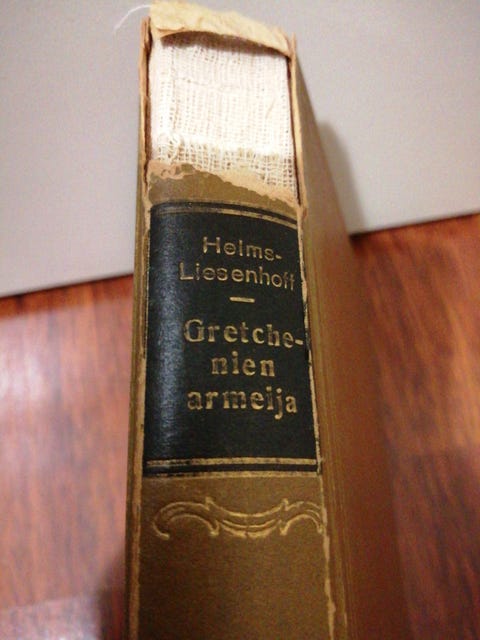 Helms-
Liesenhoff
Gretche-
nien
armeija